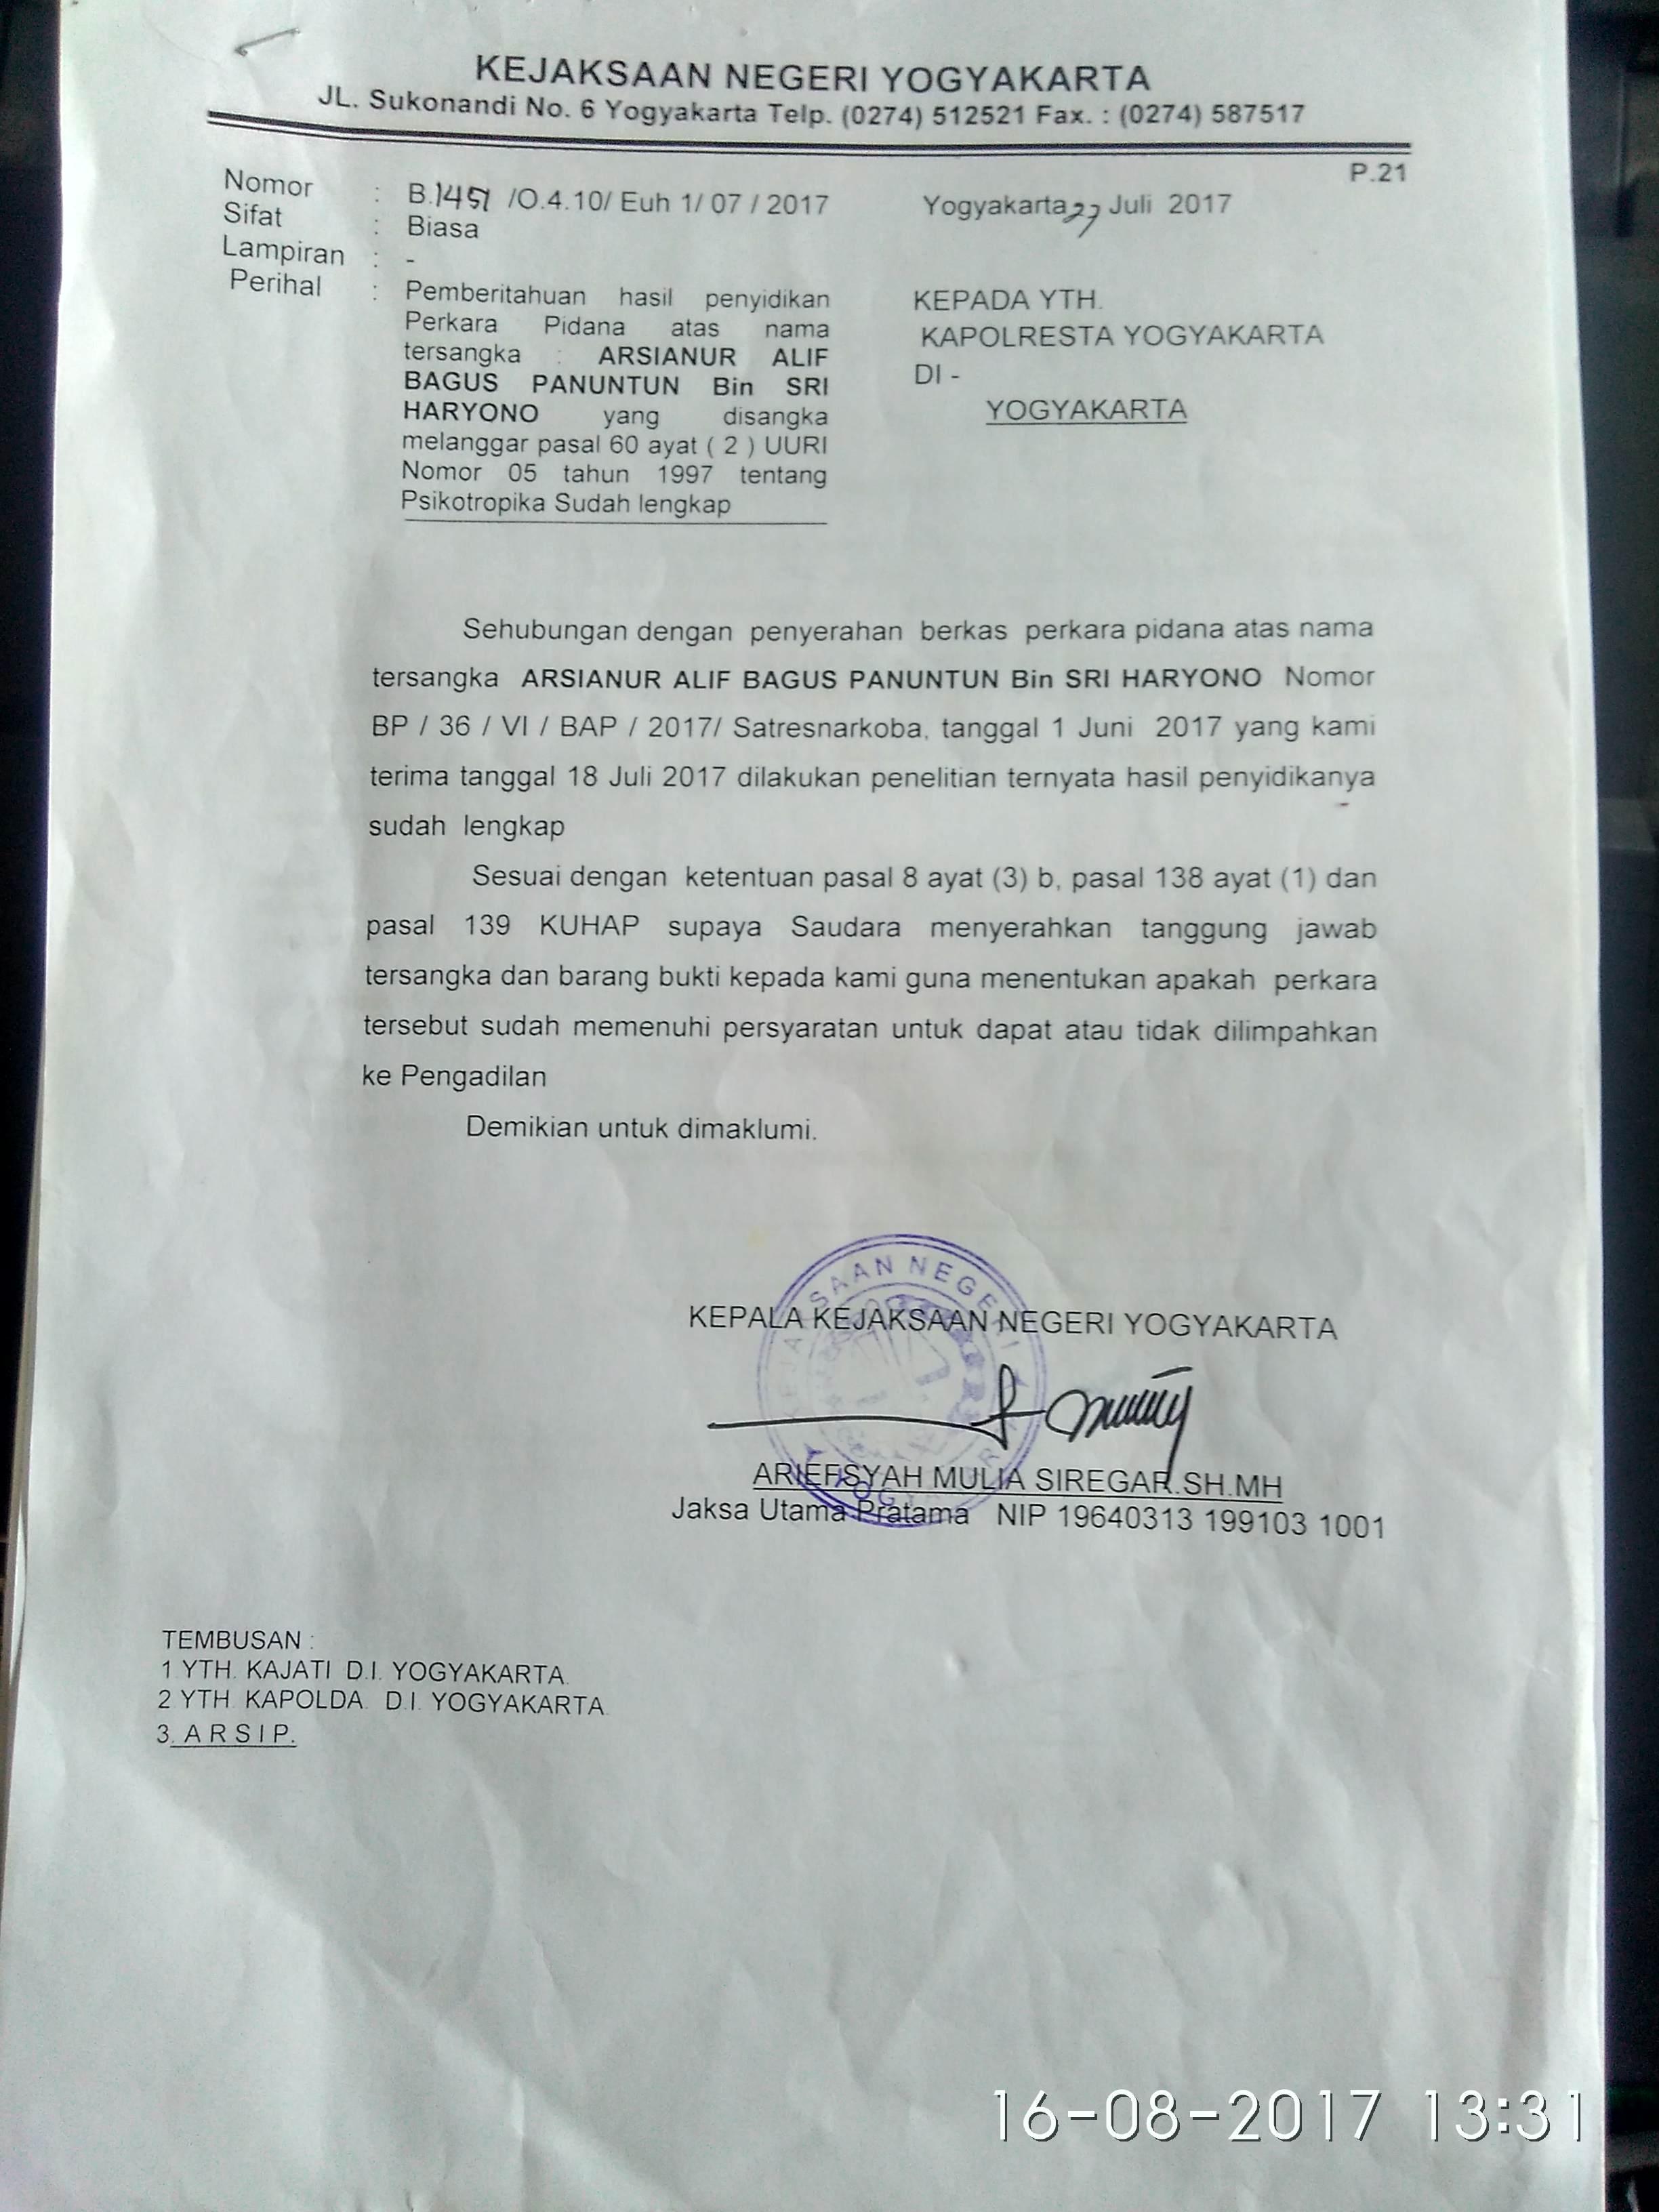 KEJAKSAAN NEGERI YOGYAKARTA
JL. Sukonandi No. 6 Yogyakarta Telp. (0274) 512521 Fax. : (0274) 587517
P.21
Nomor : B.1451 /O.4.10/ Euh 1/ 07 / 2017
Yogyakarta 27 Juli 2017
Sifat : Biasa
Lampiran : -
Perihal : Pemberitahuan hasil penyidikan
Perkara Pidana atas nama
tersangka : ARSIANUR ALIF
BAGUS PANUNTUN Bin SRI
HARYONO yang disangka
melanggar pasal 60 ayat ( 2 ) UURI
Nomor 05 tahun 1997 tentang
Psikotropika Sudah lengkap
KEPADA YTH.
KAPOLRESTA YOGYAKARTA
DI -
YOGYAKARTA
Sehubungan dengan penyerahan berkas perkara pidana atas nama
tersangka ARSIANUR ALIF BAGUS PANUNTUN Bin SRI HARYONO Nomor
BP / 36 / VI / BAP / 2017/ Satresnarkoba, tanggal 1 Juni 2017 yang kami
terima tanggal 18 Juli 2017 dilakukan penelitian ternyata hasil penyidikanya
sudah lengkap
Sesuai dengan ketentuan pasal 8 ayat (3) b, pasal 138 ayat (1) dan
pasal 139 KUHAP supaya Saudara menyerahkan tanggung jawab
tersangka dan barang bukti kepada kami guna menentukan apakah perkara
tersebut sudah memenuhi persyaratan untuk dapat atau tidak dilimpahkan
ke Pengadilan
Demikian untuk dimaklumi.
KEPALA KEJAKSAAN NEGERI YOGYAKARTA
KEJAKSAAN NEGERI
ARIEFSYAH MULIA SIREGAR.SH.MH
Jaksa Utama Pratama NIP 19640313 199103 1001
TEMBUSAN :
1 YTH. KAJATI D.I. YOGYAKARTA.
2 YTH. KAPOLDA. D.I. YOGYAKARTA.
3. A R S I P.
16-08-2017 13:31